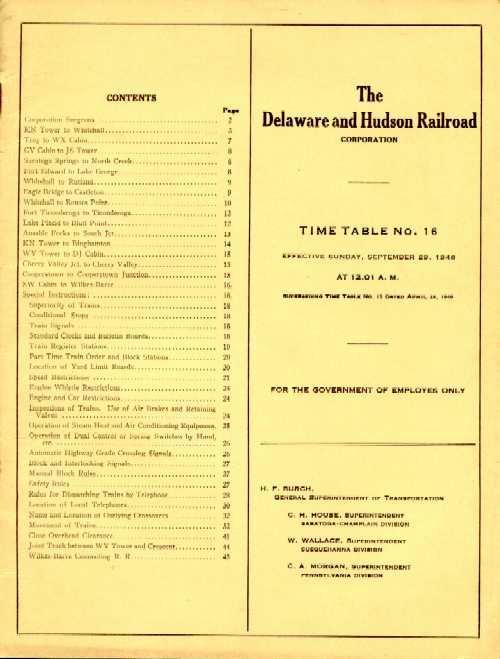 CONTENTS
Page
Corporation Surgeons 2
KN Tower to Whitehall 5
Troy to WX Cabin 7
CV Cabin to JS Tower 8
Saratoga Springs to North Creek 8
Fort Edward to Lake George 8
Whitehall to Rutland 9
Eagle Bridge to Castleton 9
Whitehall to Rouses Point 10
Fort Ticonderoga to Ticonderoga 12
Lake Placid to Bluff Point 12
Ausable Forks to South Jct. 13
KN Tower to Binghamton 14
WY Tower to DJ Cabin 15
Cherry Valley Jct. to Cherry Valley 15
Cooperstown to Cooperstown Junction 15
SW Cabin to Wilkes-Barre 16
Special Instructions: 18
Superiority of Trains 18
Conditional Stops 18
Train Signals 18
Standard Clocks and Bulletin Boards 18
Train Register Stations 19
Part Time Train Order and Block Stations 20
Location of Yard Limit Boards 20
Speed Restrictions 21
Engine Whistle Restrictions 24
Engine and Car Restrictions 24
Inspections of Trains. Use of Air Brakes and Retaining
Valves 24
Operation of Steam Heat and Air Conditioning Equipment 25
Operation of Dual Control or Spring Switches by Hand,
etc. 25
Automatic Highway Grade Crossing Signals 26
Block and Interlocking Signals 27
Manual Block Rules 27
Safety Rules 27
Rules for Dispatching Trains by Telephone 28
Location of Local Telephones 30
Name and Location of Outlying Crossovers 32
Movement of Trains 32
Close Overhead Clearance 41
Joint Track between WY Tower and Crescent 44
Wilkes-Barre Connecting R. R. 45
The
Delaware and Hudson Railroad
CORPORATION
TIME TABLE NO. 16
EFFECTIVE SUNDAY, SEPTEMBER 29, 1946
AT 12.01 A. M.
SUPERSEDING TIME TABLE NO. 15 DATED APRIL 28, 1946
FOR THE GOVERNMENT OF EMPLOYES ONLY
H. F. BURCH,
GENERAL SUPERINTENDENT OF TRANSPORTATION
C. H. HOUSE, SUPERINTENDENT
SARATOGA-CHAMPLAIN DIVISION
W. WALLACE, SUPERINTENDENT
SUSQUEHANNA DIVISION
C. A. MORGAN, SUPERINTENDENT
PENNSYLVANIA DIVISION